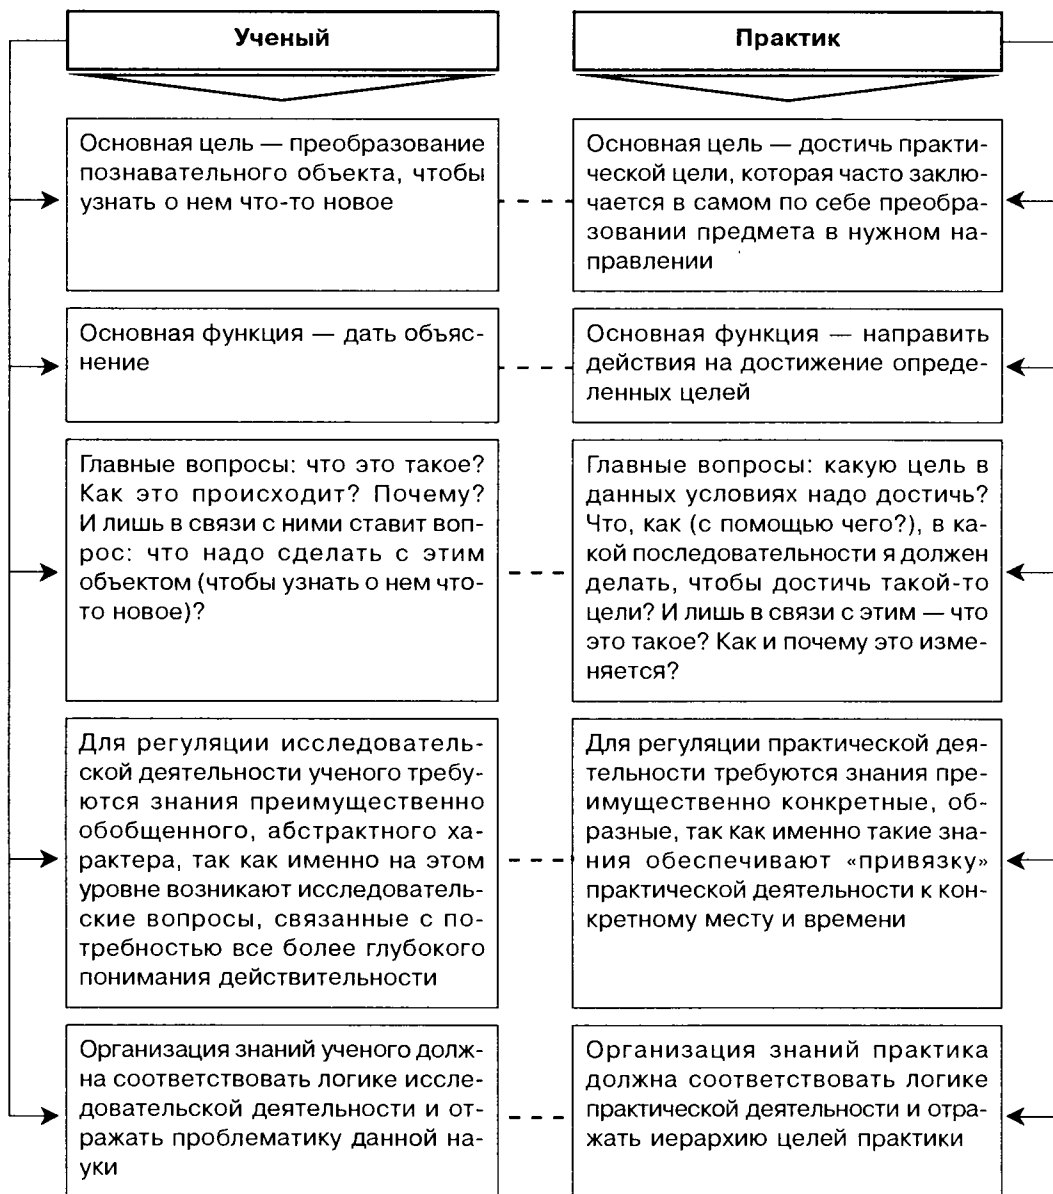 Ученый
Практик
Основная цель — преобразование
познавательного объекта, чтобы
узнать о нем что-то новое
Основная цель — достичь практи-
ческой цели, которая часто заклю-
чается в самом по себе преобра-
зовании предмета в нужном на-
правлении
Основная функция — дать объяс-
нение
Основная функция — направить
действия на достижение опреде-
ленных целей
Главные вопросы: что это такое?
Как это происходит? Почему?
И лишь в связи с ними ставит воп-
рос: что надо сделать с этим
объектом (чтобы узнать о нем что-
то новое)?
Главные вопросы: какую цель в
данных условиях надо достичь?
Что, как (с помощью чего?), в ка-
кой последовательности я должен
делать, чтобы достичь такой-то
цели? И лишь в связи с этим — что
это такое? Как и почему это изме-
няется?
Для регуляции исследователь-
ской деятельности ученого требу-
ются знания преимущественно
обобщенного, абстрактного ха-
рактера, так как именно на этом
уровне возникают исследователь-
ские вопросы, связанные с по-
требностью все более глубокого
понимания действительности
Для регуляции практической дея-
тельности требуются знания пре-
имущественно конкретные, об-
разные, так как именно такие зна-
ния обеспечивают «привязку»
практической деятельности к кон-
кретному месту и времени
Организация знаний ученого долж-
на соответствовать логике иссле-
довательской деятельности и от-
ражать проблематику данной на-
уки
Организация знаний практика
должна соответствовать логике
практической деятельности и отра-
жать иерархию целей практики